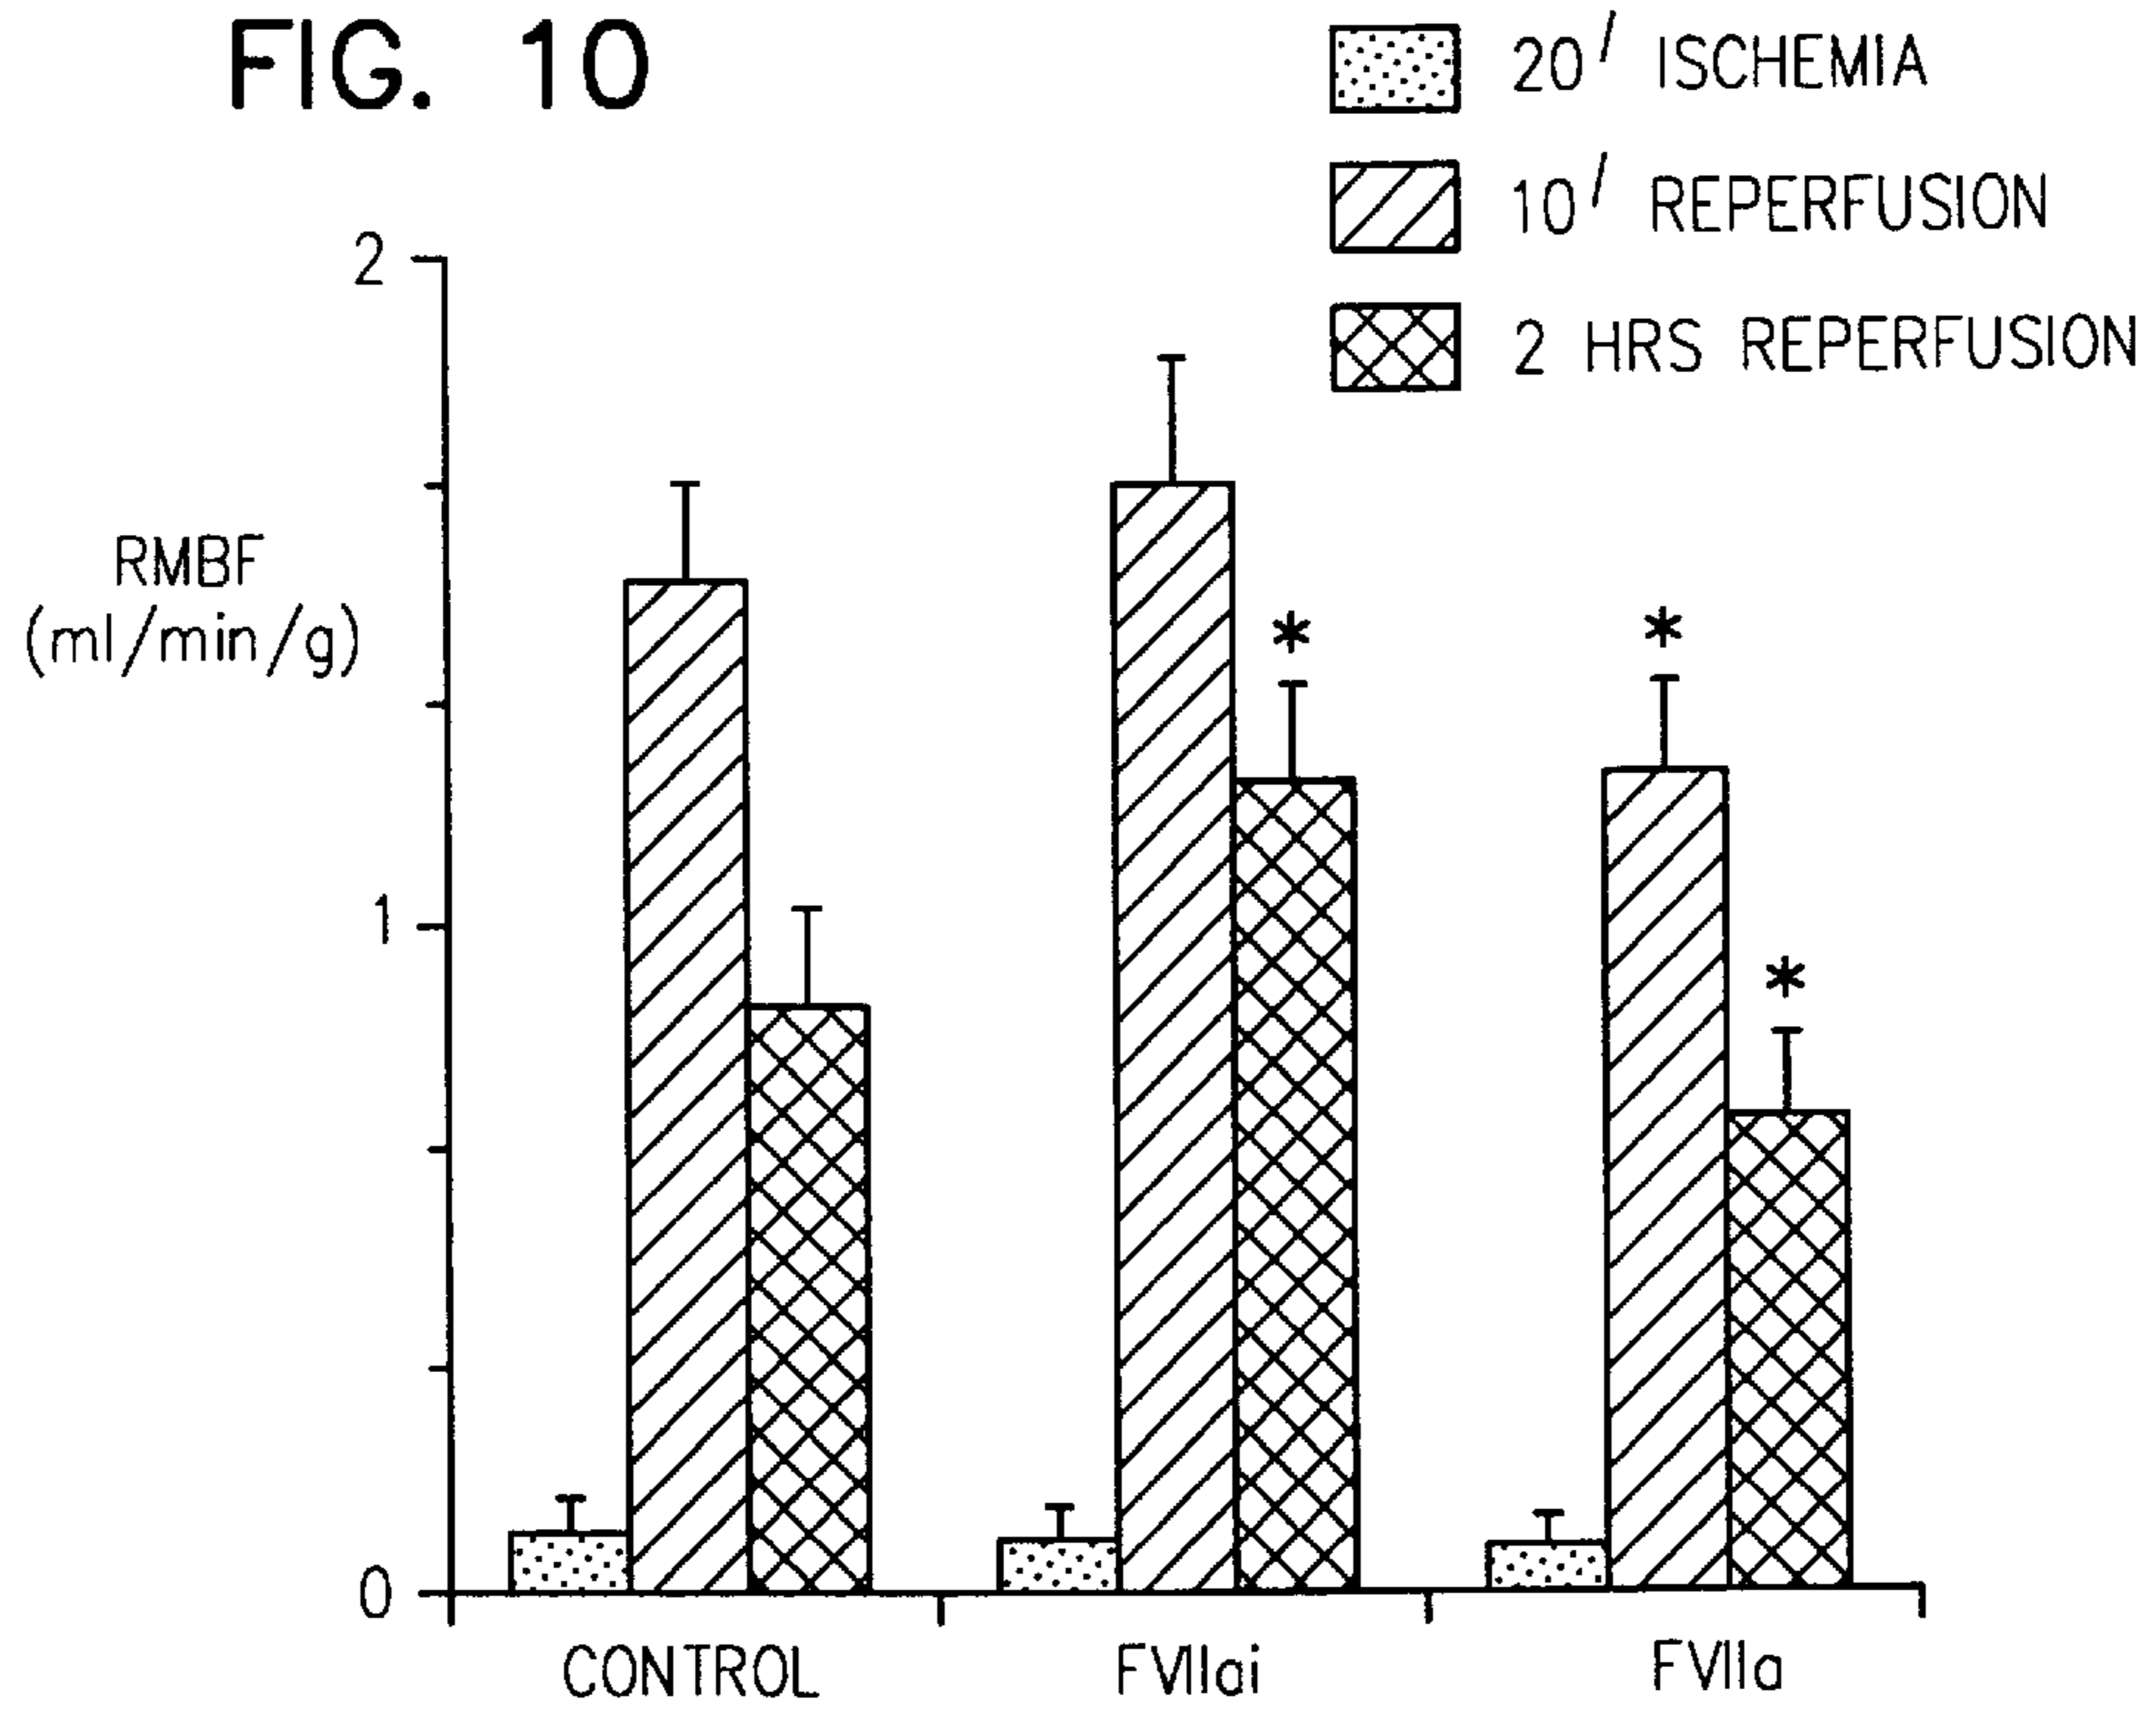 FIG. 10
20' ISCHEMIA
10' REPERFUSION
2 HRS REPERFUSION
2
RMBF
(ml/min/g)
*
*
1
*
0
CONTROL
FVIIai
FVIIa